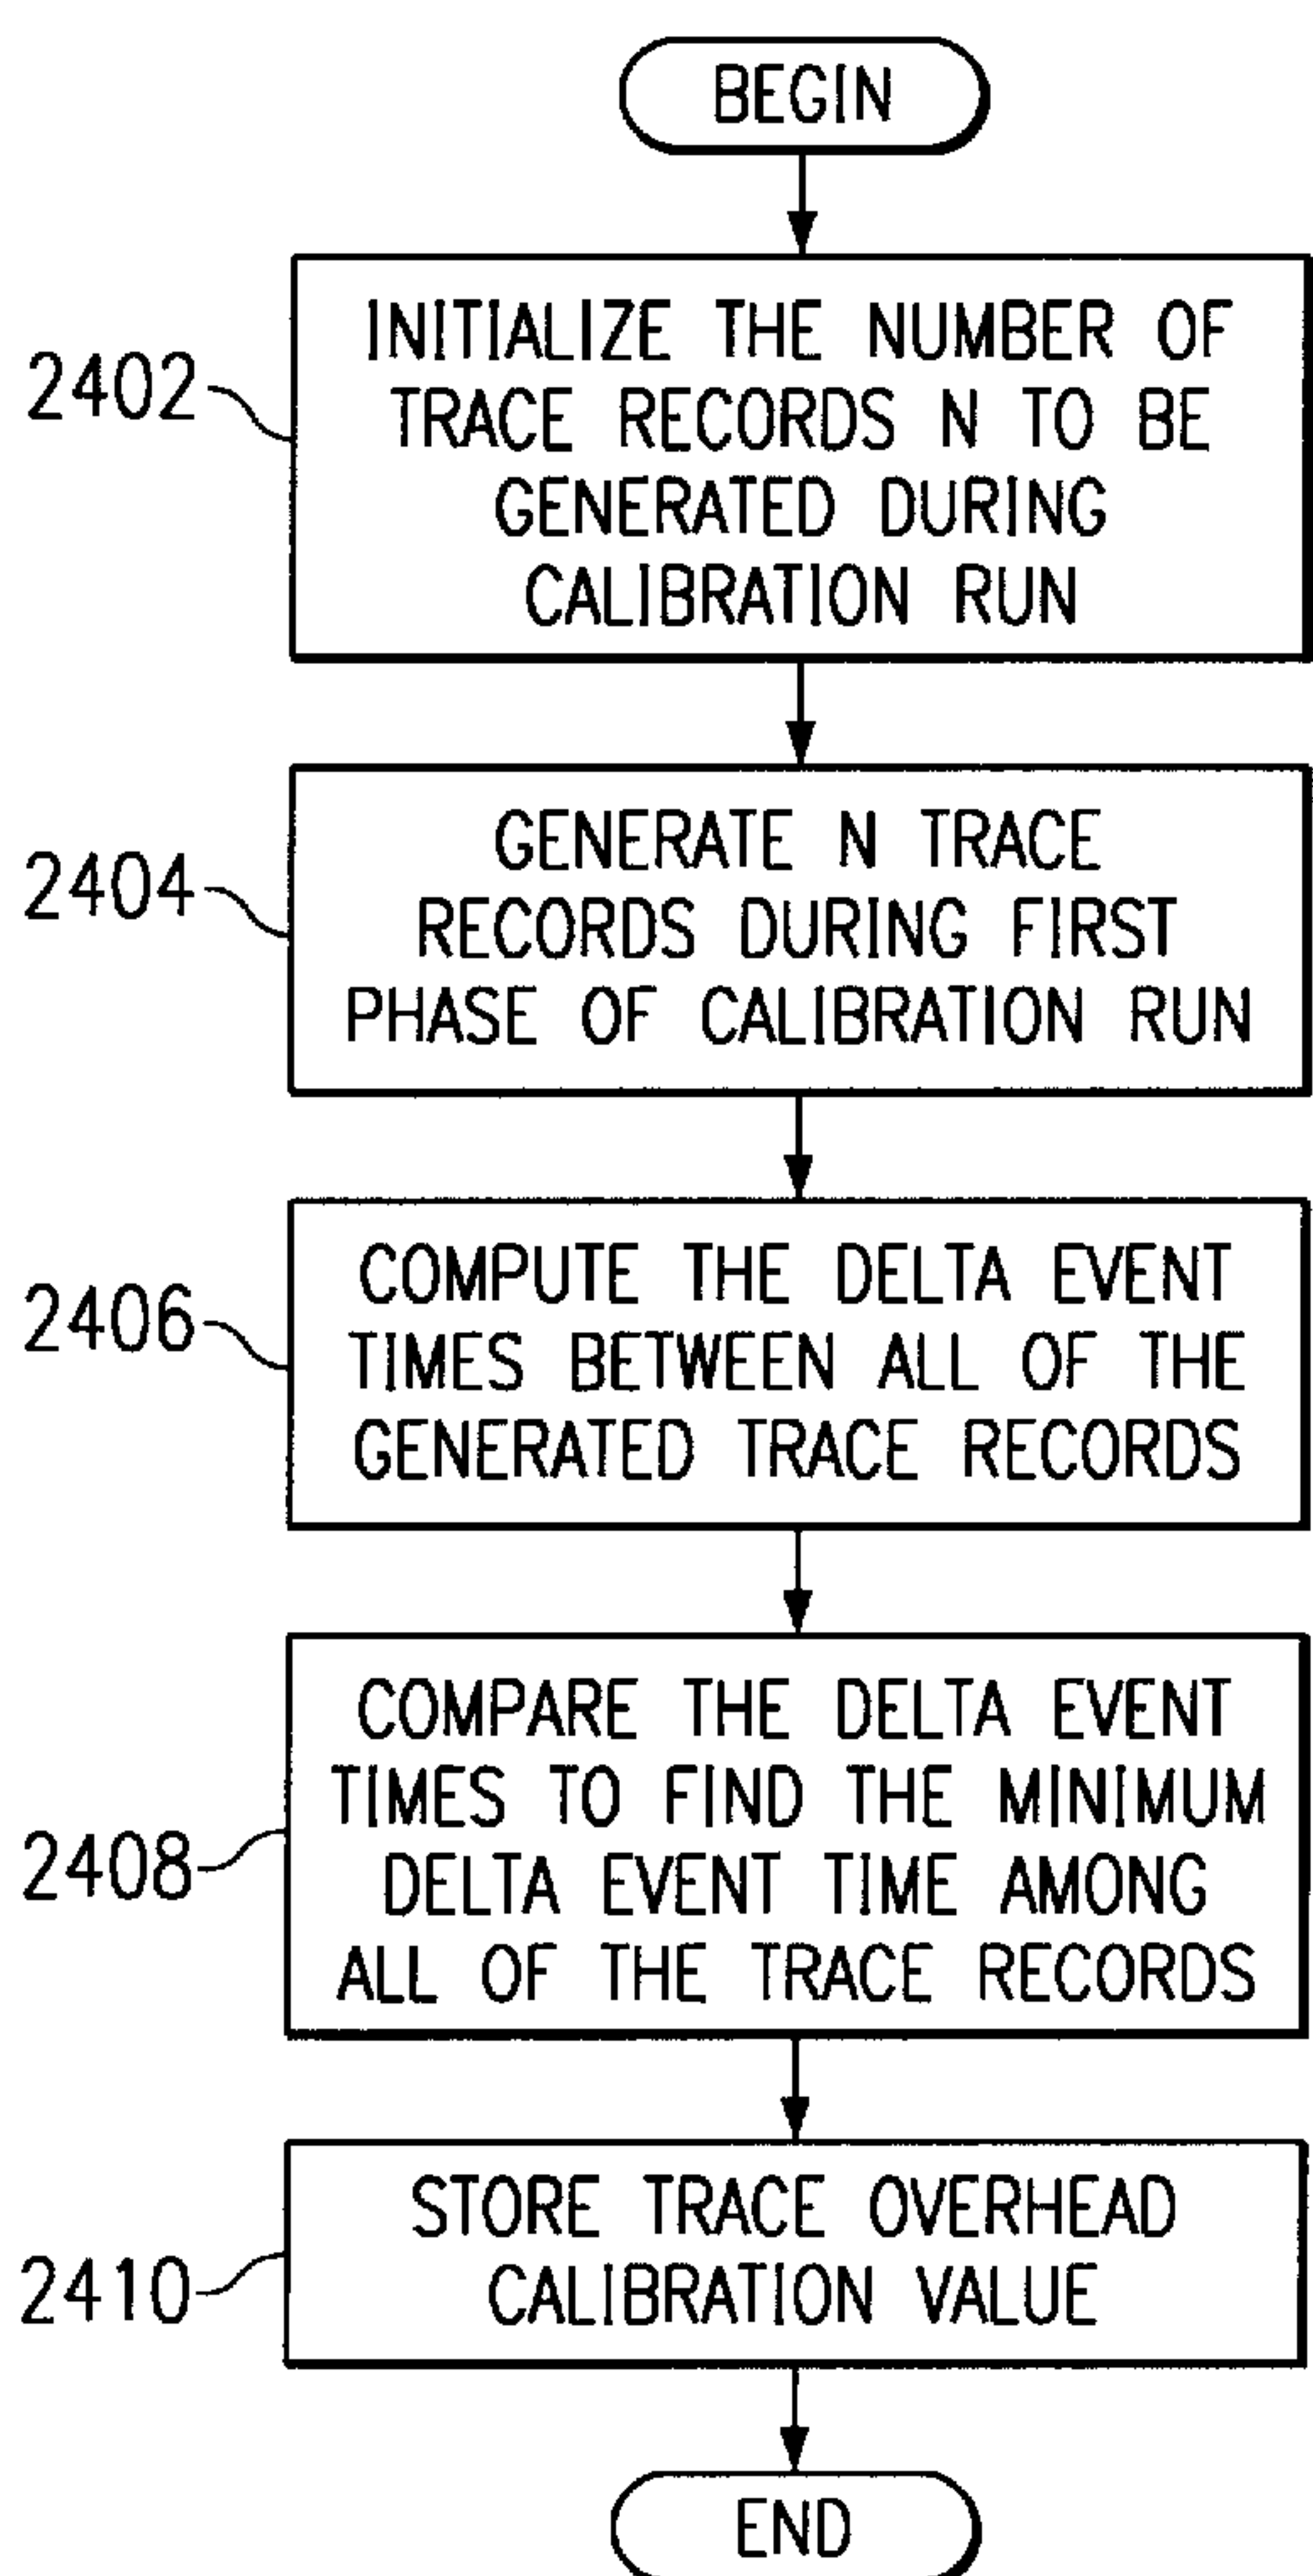 BEGIN
2402
INITIALIZE THE NUMBER OF
TRACE RECORDS N TO BE
GENERATED DURING
CALIBRATION RUN
2404
GENERATE N TRACE
RECORDS DURING FIRST
PHASE OF CALIBRATION RUN
2406
COMPUTE THE DELTA EVENT
TIMES BETWEEN ALL OF THE
GENERATED TRACE RECORDS
2408
COMPARE THE DELTA EVENT
TIMES TO FIND THE MINIMUM
DELTA EVENT TIME AMONG
ALL OF THE TRACE RECORDS
2410
STORE TRACE OVERHEAD
CALIBRATION VALUE
END